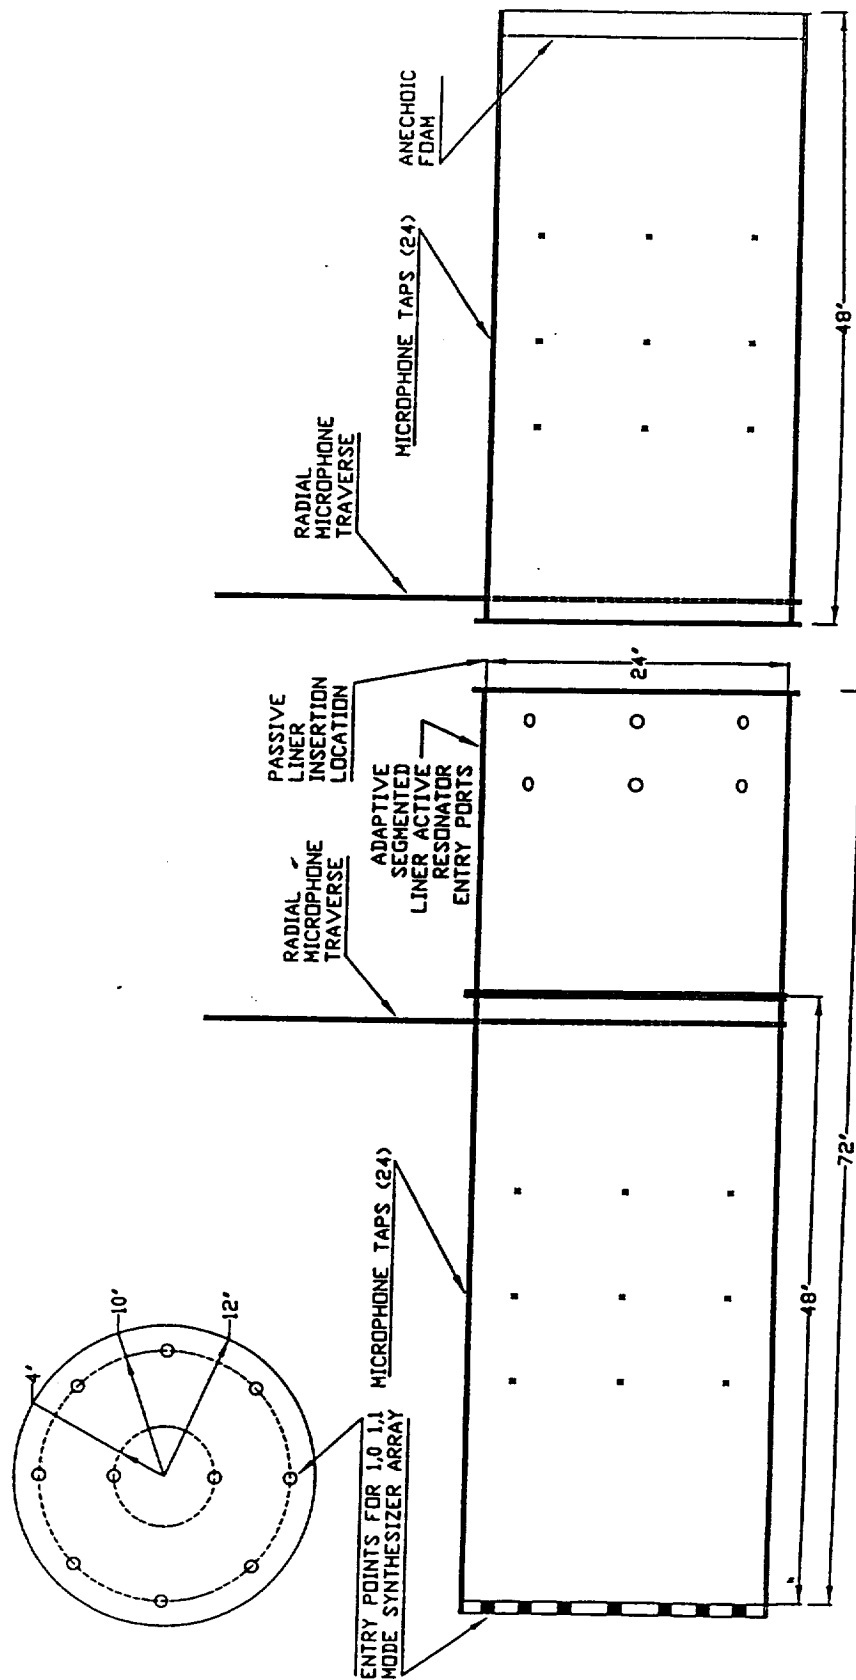 4'
10'
12'
ENTRY POINTS FOR 1,0 1,1
MODE SYNTHESIZER ARRAY
MICROPHONE TAPS (24)
RADIAL
MICROPHONE
TRAVERSE
PASSIVE
LINER
INSERTION
LOCATION
ADAPTIVE
SEGMENTED
LINER ACTIVE
RESONATOR
ENTRY PORTS
RADIAL
MICROPHONE
TRAVERSE
MICROPHONE TAPS (24)
ANECHOIC
FOAM
24'
48'
72'
48'